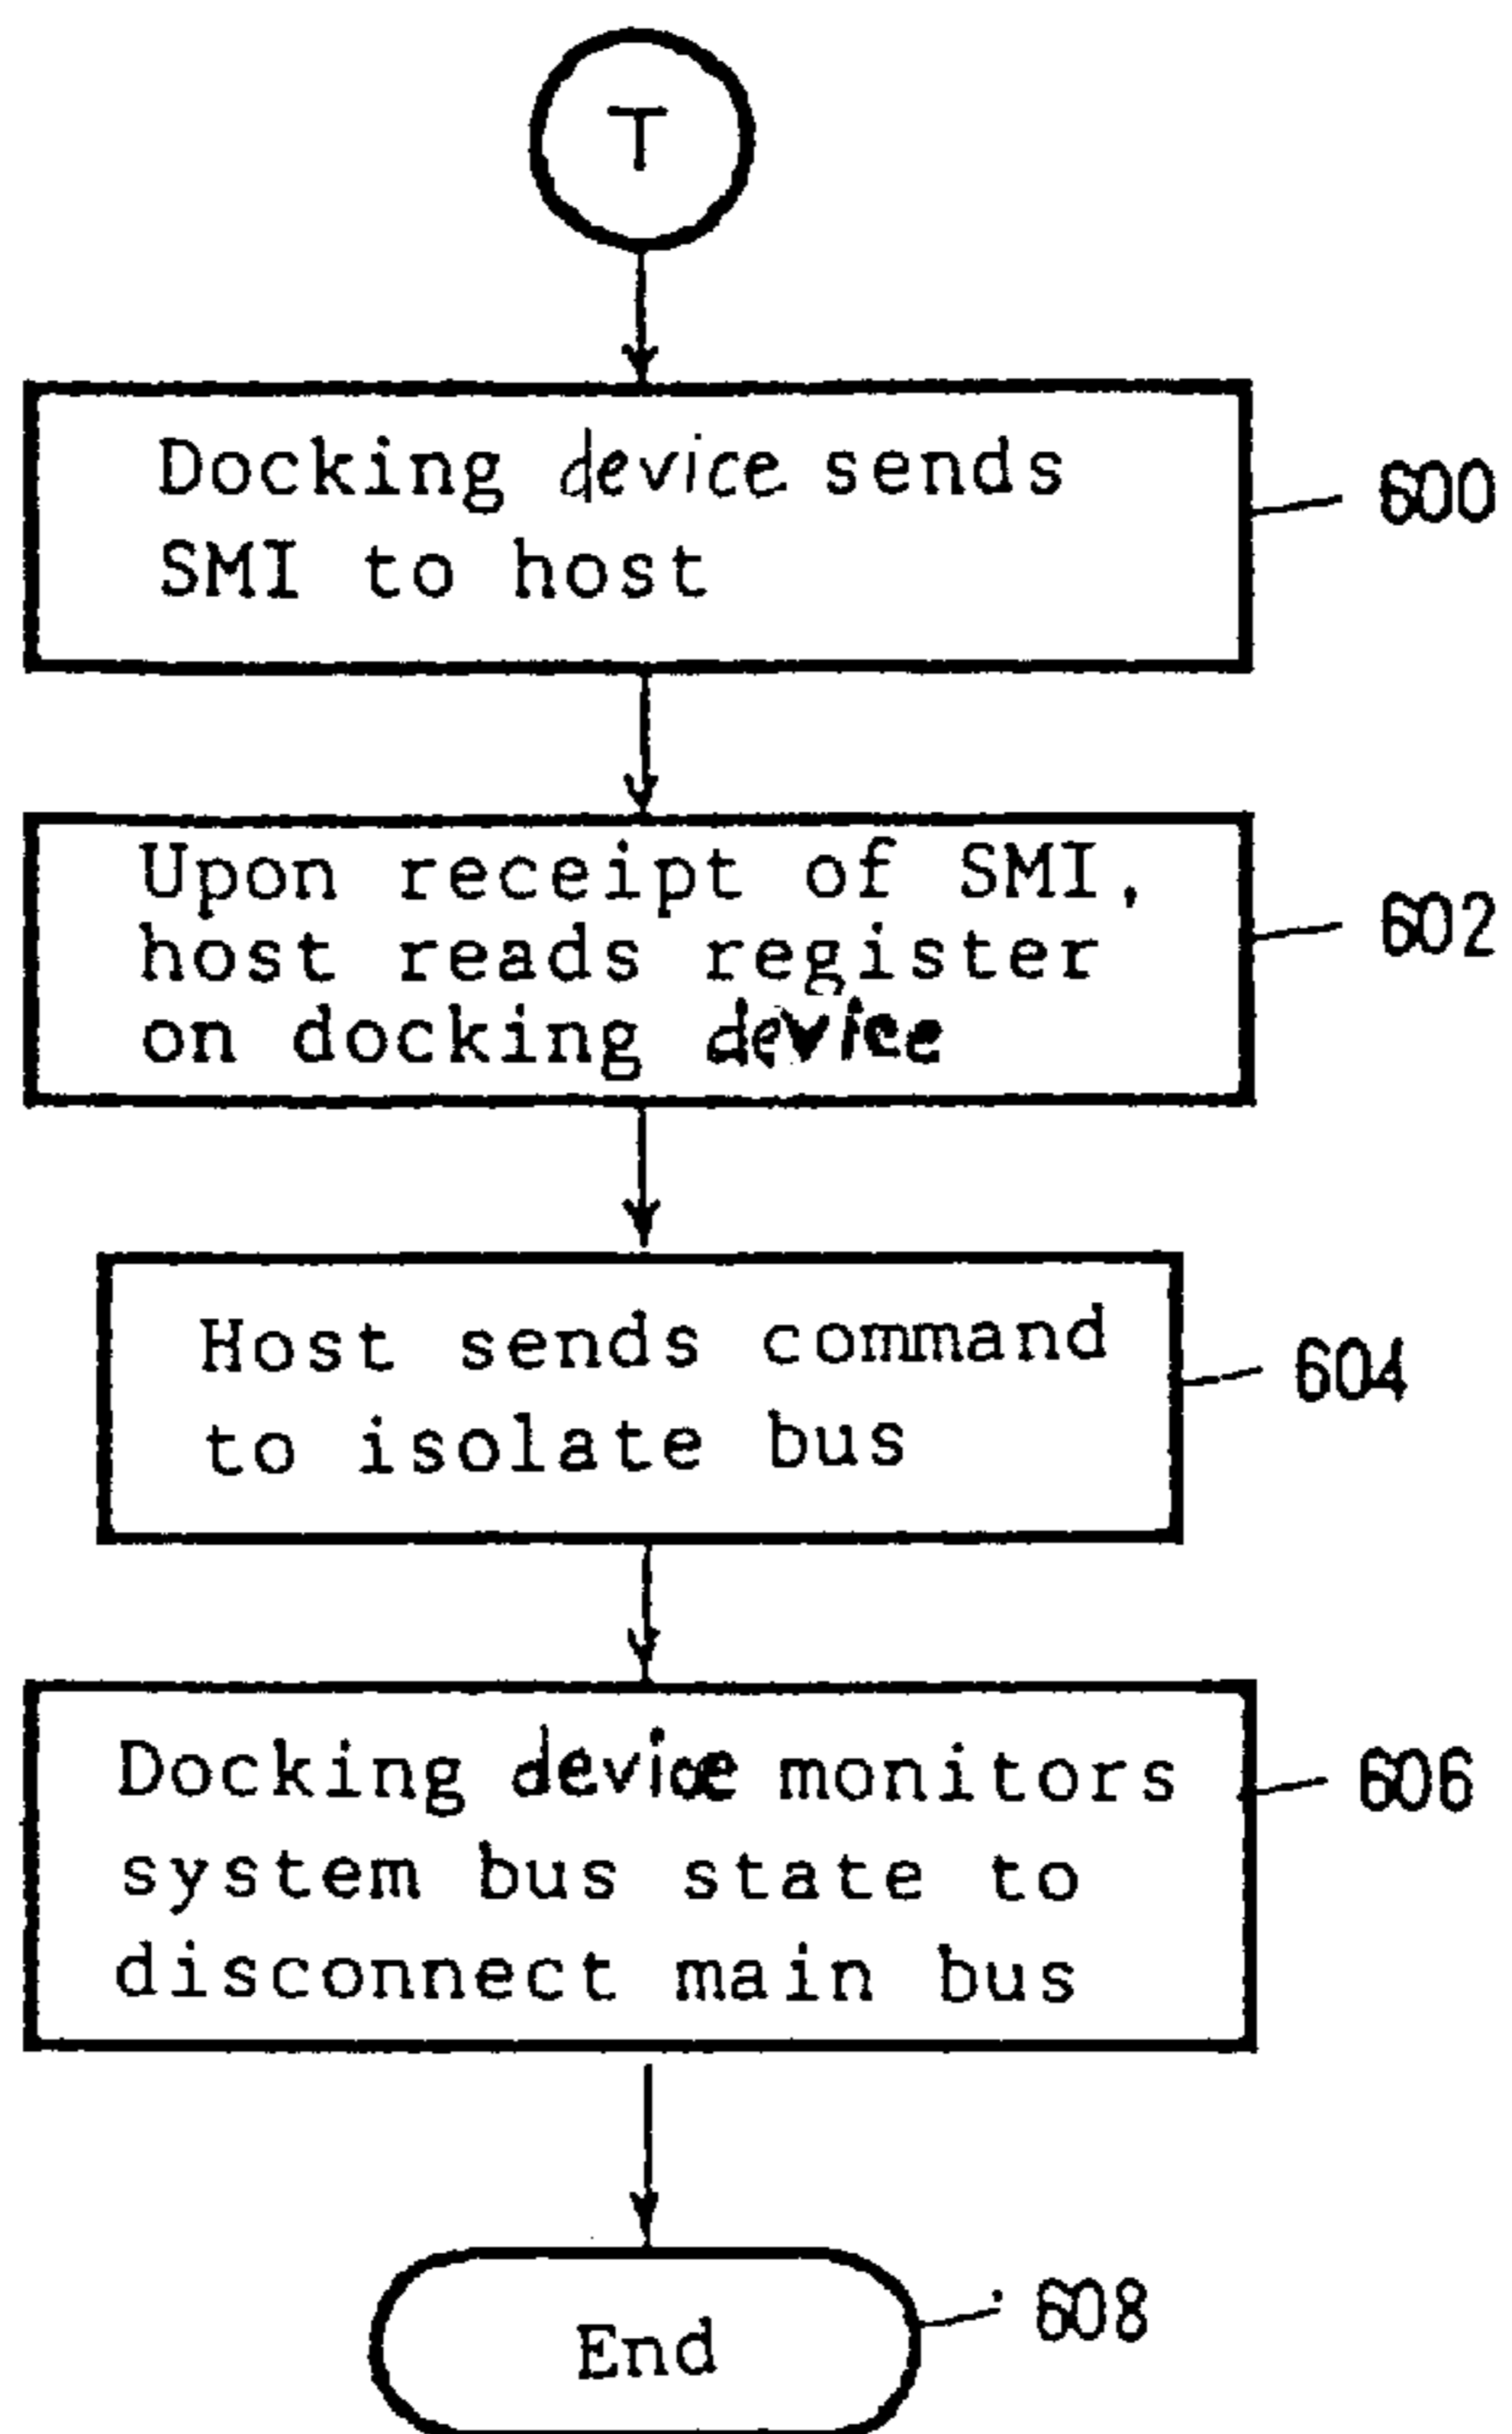 T
Docking device sends
SMI to host
600
Upon receipt of SMI,
host reads register
on docking device
602
Host sends command
to isolate bus
604
Docking device monitors
system bus state to
disconnect main bus
606
End
608